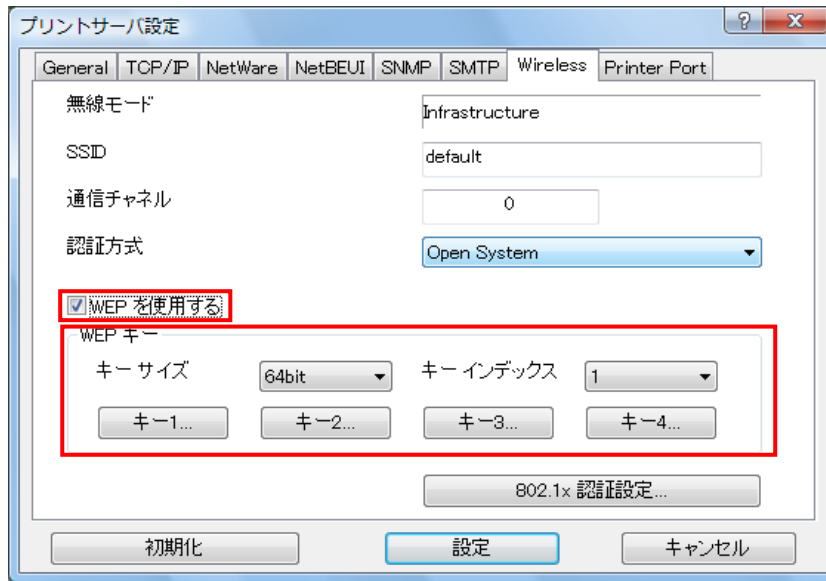 プリントサーバ設定
General TCP/IP NetWare NetBEUI SNMP SMTP Wireless Printer Port
無線モード Infrastructure
SSID default
通信チャネル 0
認証方式 Open System
WEP を使用する
WEP キー
キー サイズ 64bit キー インデックス 1
キー1... キー2... キー3... キー4...
802.1x 認証設定...
初期化 設定 キャンセル